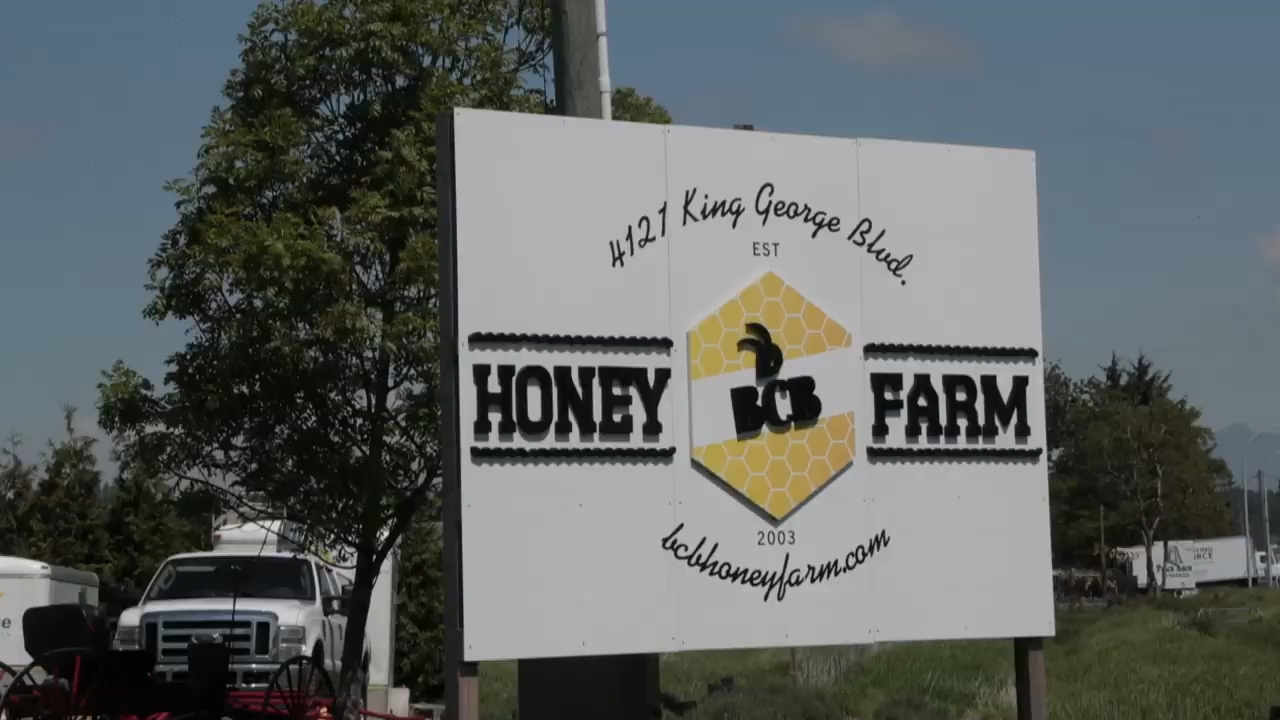 4121 King George Blvd.
EST
HONEY BCB FARM
2003
bcbhoneyfarm.com